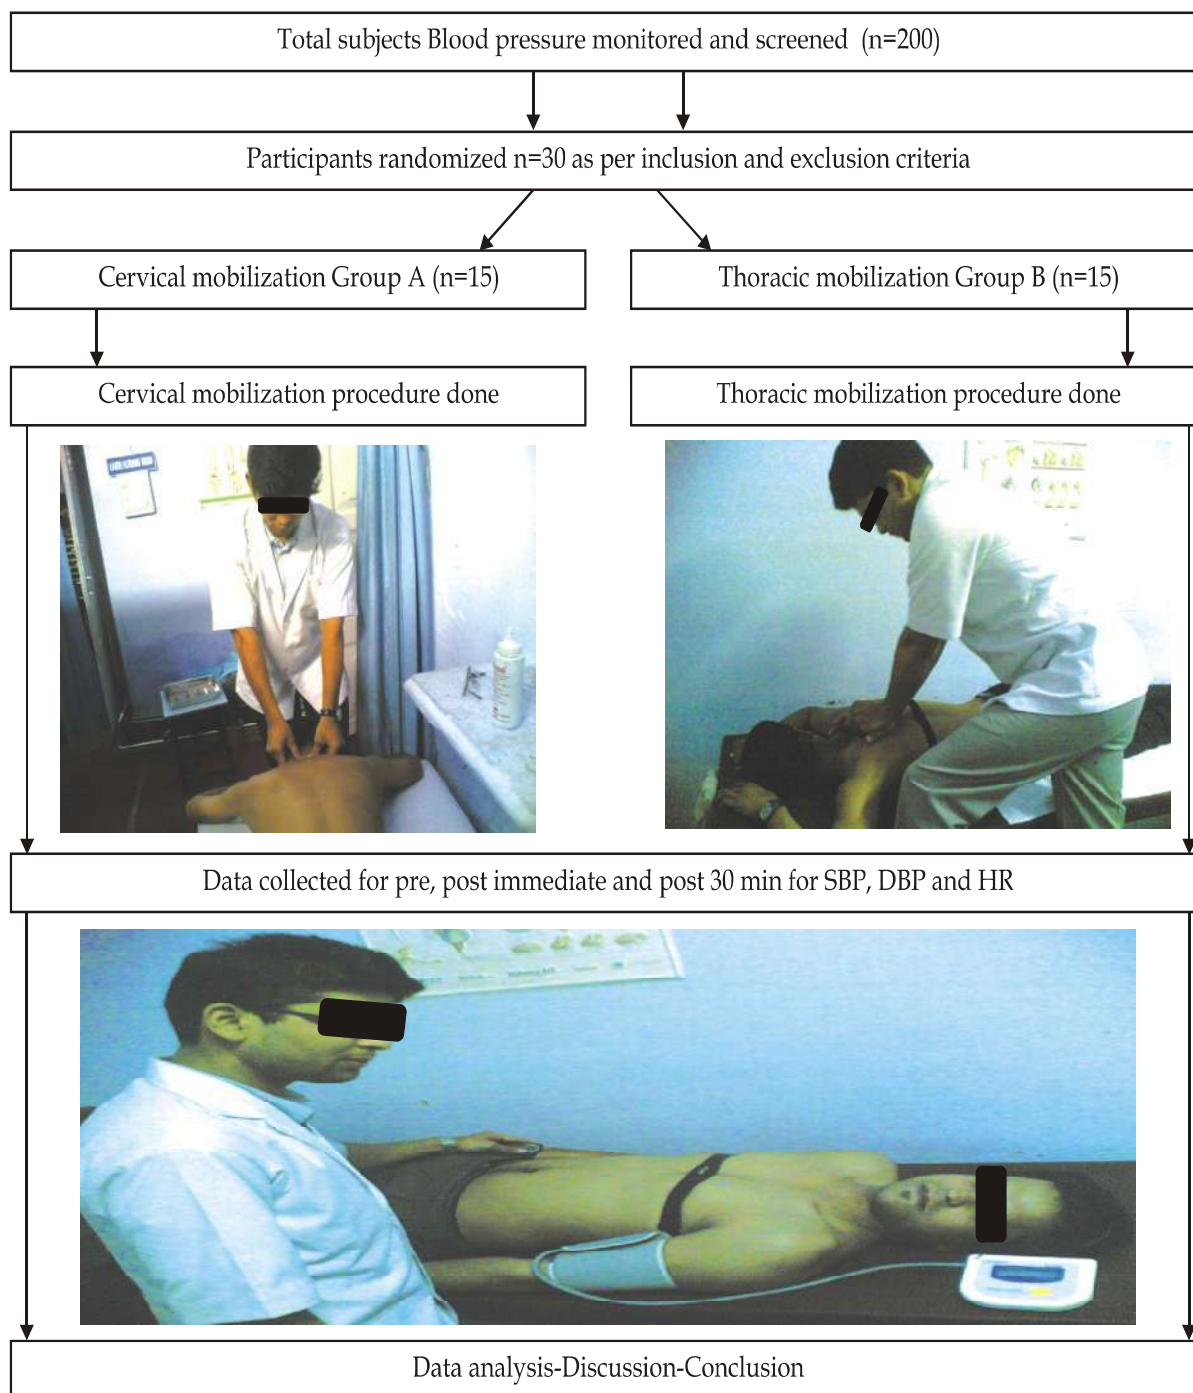 Total subjects Blood pressure monitored and screened (n=200)
Participants randomized n=30 as per inclusion and exclusion criteria
Cervical mobilization Group A (n=15)
Thoracic mobilization Group B (n=15)
Cervical mobilization procedure done
Thoracic mobilization procedure done
Data collected for pre, post immediate and post 30 min for SBP, DBP and HR
Data analysis-Discussion-Conclusion